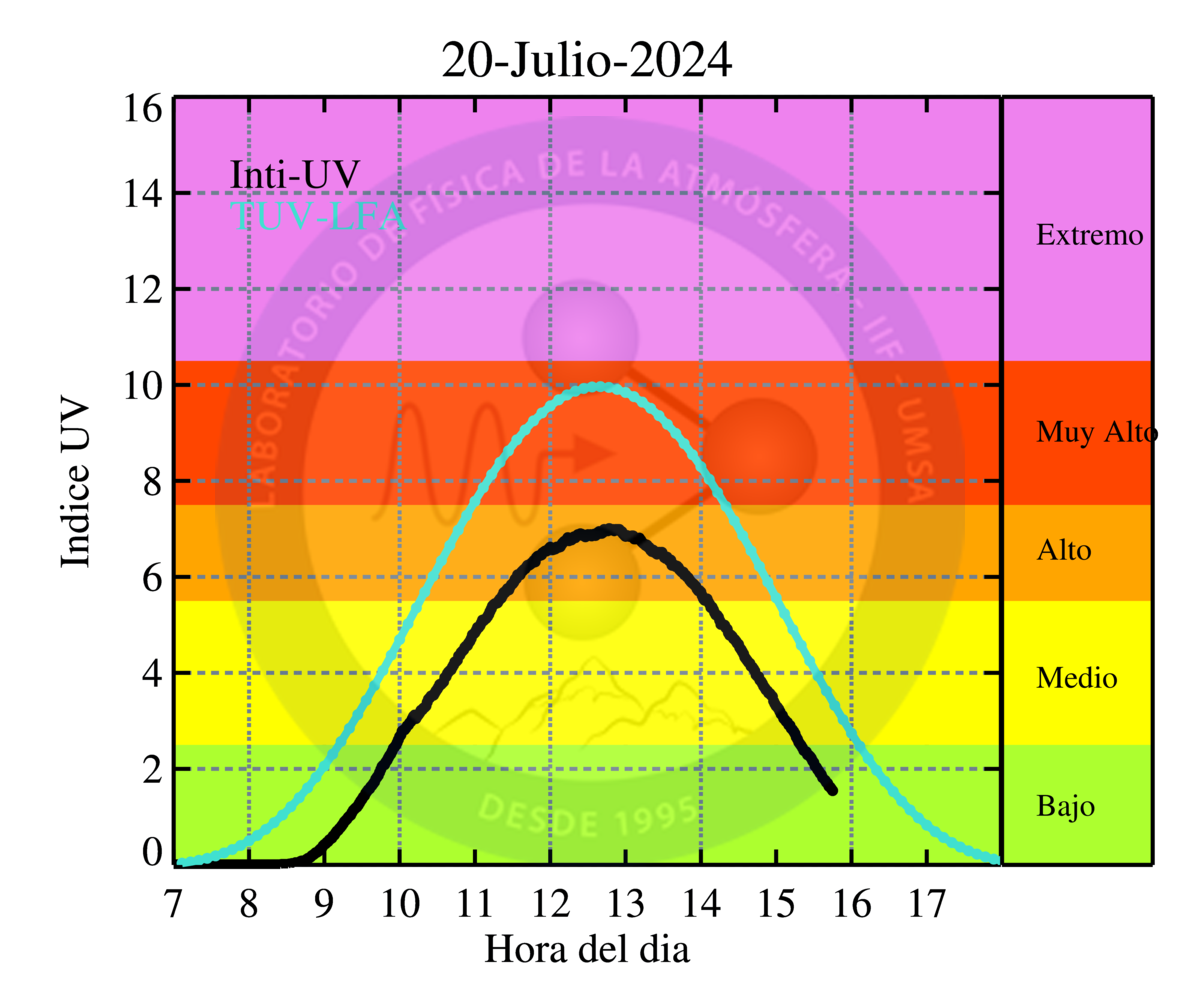 20-Julio-2024
16
14
12
10
8
6
4
2
0
Indice UV
Inti-UV
TUV-LFA
LABORATORIO DE FÍSICA DE LA ATMÓSFERA - IIF - UMSA
DESDE 1995
Extremo
Muy Alto
Alto
Medio
Bajo
7 8 9 10 11 12 13 14 15 16 17
Hora del dia